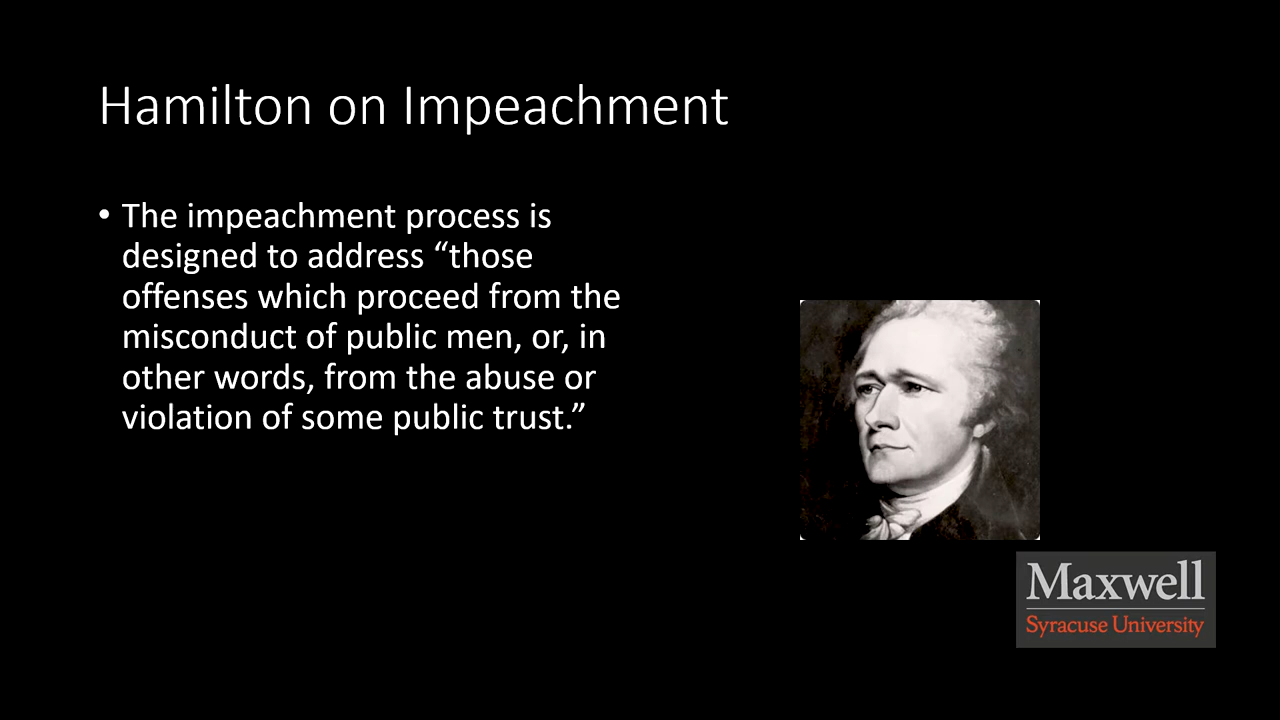 Hamilton on Impeachment
• The impeachment process is
designed to address “those
offenses which proceed from the
misconduct of public men, or, in
other words, from the abuse or
violation of some public trust.”
Maxwell
Syracuse University